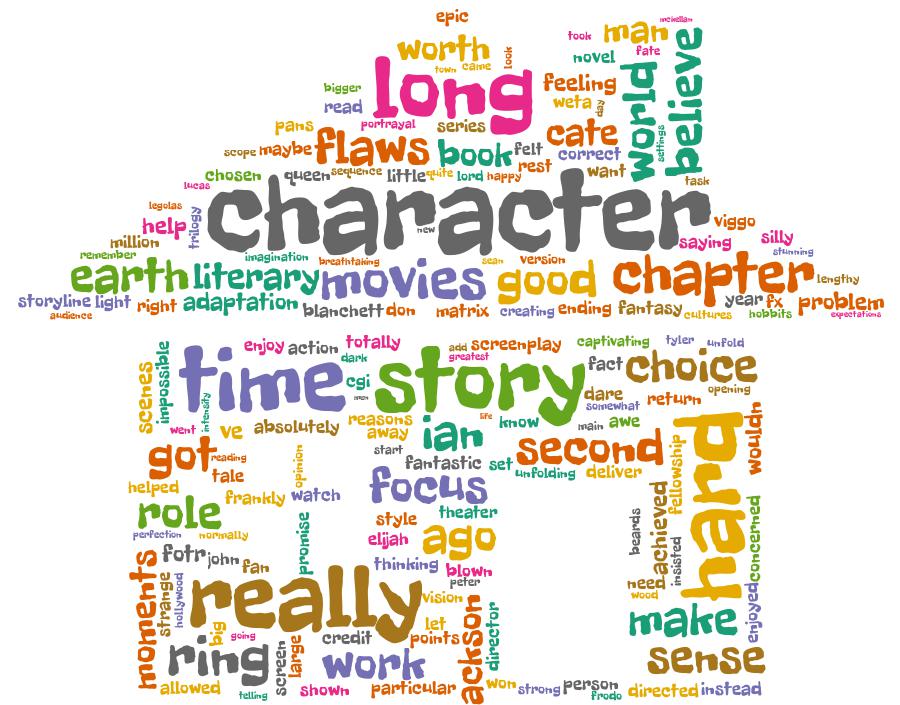 epic
mckellan
worth
took
man
fate
town
came
look
novel
long
bigger
read
feeling
weta
day
world
believe
pans
portrayal
series
cate
settings
scope
maybe
flaws
book
felt
correct
rest
want
chosen
queen
sequence
little
quite
lord
happy
task
lucas
character
new
legolas
trilogy
help
viggo
million
saying
silly
remember
imagination
breathtaking
sean
version
stunning
earth
literary
movies
good
chapter
lengthy
storyline
light
right
adaptation
blanchett
don
matrix
creating
ending
fantasy
year
fx
problem
audience
cultures
hobbits
expectations
scenes
impossible
enjoy
action
totally
add
screenplay
captivating
tyler
unfold
dark
greatest
time
cgi
story
fact
choice
opening
intensity
dare
return
somewhat
went
ve
absolutely
reasons
away
ian
life
know
main
awe
hard
wouldn
got
reading
opinion
start
fantastic
second
set
unfolding
deliver
tale
helped
frankly
watch
focus
fellowship
role
style
theater
perfection
normally
promise
elijah
ago
beards
achieved
insisted
concerned
fotr
john
fan
thinking
blown
peter
need
wood
moments
strange
hollywood
really
vision
let
make
enjoyed
big
going
ring
screen
large
credit
points
ackson
director
work
sense
allowed
telling
shown
particular
won
strong
person
frodo
directed
instead